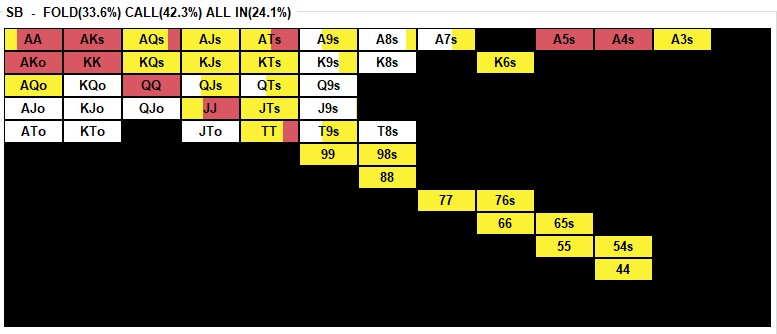 SB - FOLD(33.6%) CALL(42.3%) ALL IN(24.1%)
AA AKs AQs AJs ATs A9s A8s A7s A5s A4s A3s
AKo KK KQs KJs KTs K9s K8s K6s
AQo KQo QQ QJs QTs Q9s
AJo KJo QJo JJ JTs J9s
ATo KTo JTo TT T9s T8s
99 98s
88
77 76s
66 65s
55 54s
44